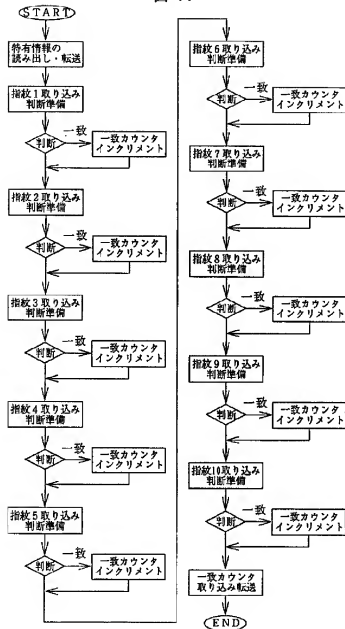 START
特有情報の
読み出し・転送
指紋1取り込み
判断準備
判断
一致
一致カウンタ
インクリメント
指紋2取り込み
判断準備
判断
一致
一致カウンタ
インクリメント
指紋3取り込み
判断準備
判断
一致
一致カウンタ
インクリメント
指紋4取り込み
判断準備
判断
一致
一致カウンタ
インクリメント
指紋5取り込み
判断準備
判断
一致
一致カウンタ
インクリメント
指紋6取り込み
判断準備
判断
一致
一致カウンタ
インクリメント
指紋7取り込み
判断準備
判断
一致
一致カウンタ
インクリメント
指紋8取り込み
判断準備
判断
一致
一致カウンタ
インクリメント
指紋9取り込み
判断準備
判断
一致
一致カウンタ
インクリメント
指紋10取り込み
判断準備
判断
一致
一致カウンタ
インクリメント
一致カウンタ
取り込み転送
END